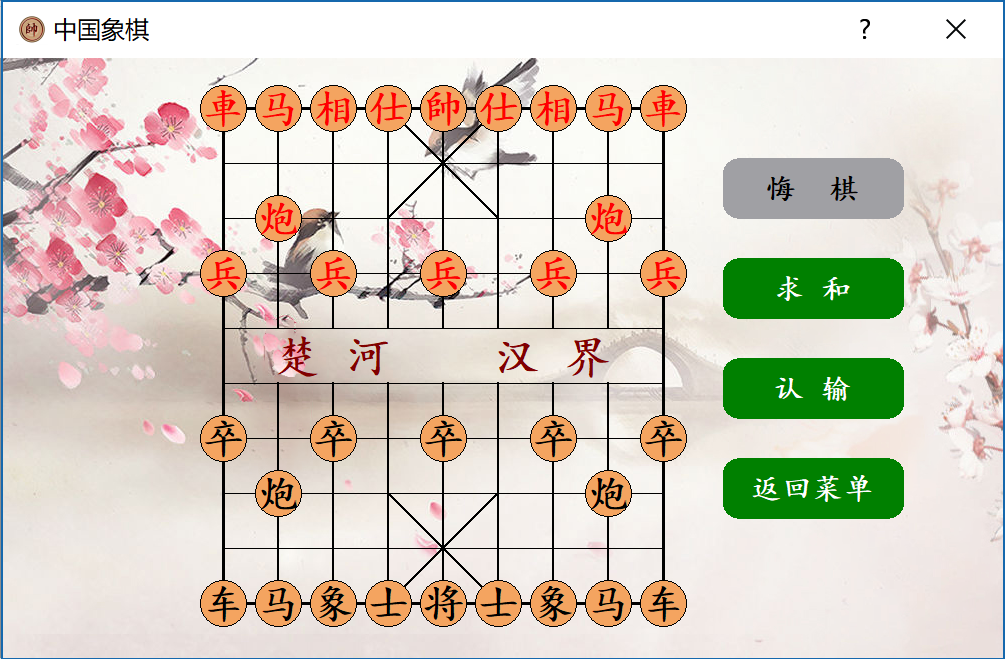 中国象棋 ?
車马相仕帥仕相马車
悔 棋
炮 炮
兵 兵 兵 兵 兵
求 和
楚 河 汉 界
认 输
卒 卒 卒 卒 卒
炮 炮
返回菜单
车马象士将士象马车